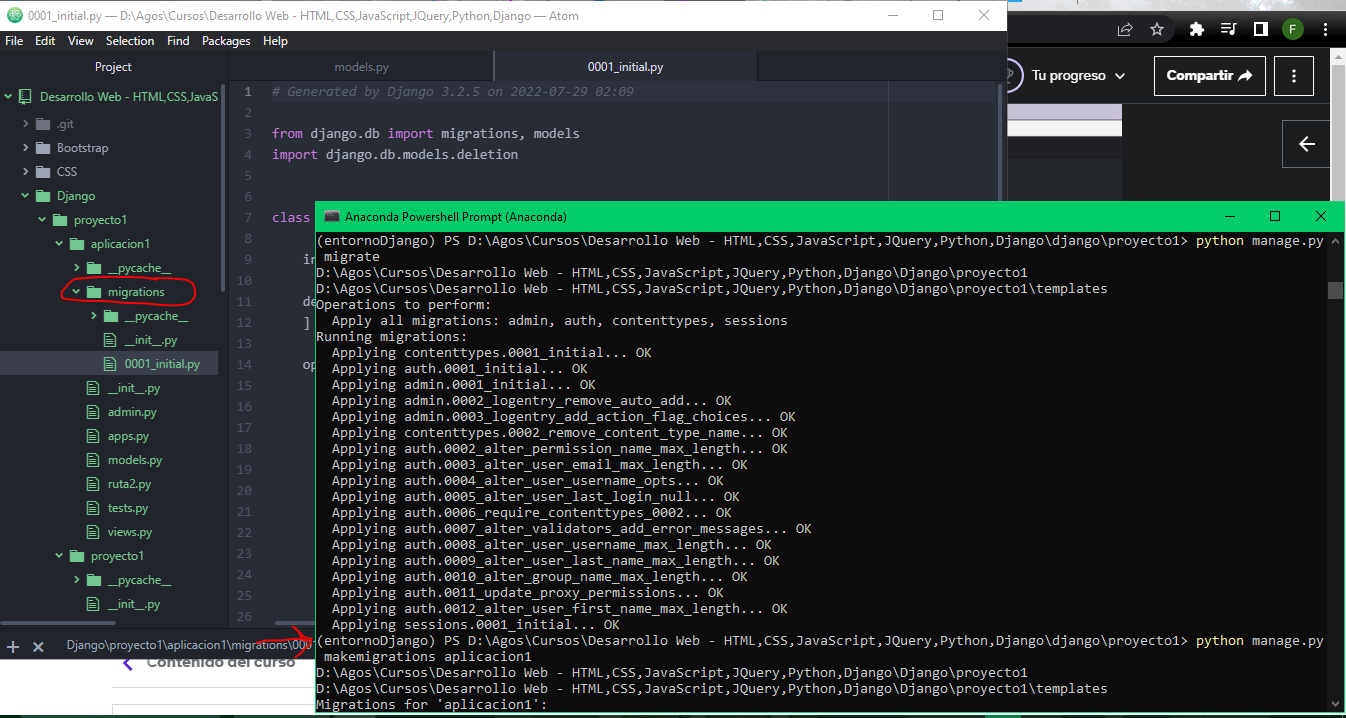 0001_initial.py — D:\Agos\Cursos\Desarrollo Web - HTML,CSS,JavaScript,JQuery,Python,Django — Atom
File Edit View Selection Find Packages Help
Project
models.py
0001_initial.py
Desarrollo Web - HTML,CSS,JavaS
.git
Bootstrap
CSS
Django
proyecto1
aplicacion1
__pycache__
migrations
__pycache__
__init__.py
0001_initial.py
__init__.py
admin.py
apps.py
models.py
ruta2.py
tests.py
views.py
proyecto1
__pycache__
__init__.py
1 # Generated by Django 3.2.5 on 2022-07-29 02:09
2
3 from django.db import migrations, models
4 import django.db.models.deletion
5
6
7 class
8
9 in
10
11 de
12 ]
13
14 op
15
16
17
18
19
20
21
22
23
24
25
26
Django\proyecto1\aplicacion1\migrations\000
Contenido del curso
F
Tu progreso
Compartir
Anaconda Powershell Prompt (Anaconda)
(entornoDjango) PS D:\Agos\Cursos\Desarrollo Web - HTML,CSS,JavaScript,JQuery,Python,Django\django\proyecto1> python manage.py
migrate
D:\Agos\Cursos\Desarrollo Web - HTML,CSS,JavaScript,JQuery,Python,Django\Django\proyecto1
D:\Agos\Cursos\Desarrollo Web - HTML,CSS,JavaScript,JQuery,Python,Django\Django\proyecto1\templates
Operations to perform:
Apply all migrations: admin, auth, contenttypes, sessions
Running migrations:
Applying contenttypes.0001_initial... OK
Applying auth.0001_initial... OK
Applying admin.0001_initial... OK
Applying admin.0002_logentry_remove_auto_add... OK
Applying admin.0003_logentry_add_action_flag_choices... OK
Applying contenttypes.0002_remove_content_type_name... OK
Applying auth.0002_alter_permission_name_max_length... OK
Applying auth.0003_alter_user_email_max_length... OK
Applying auth.0004_alter_user_username_opts... OK
Applying auth.0005_alter_user_last_login_null... OK
Applying auth.0006_require_contenttypes_0002... OK
Applying auth.0007_alter_validators_add_error_messages... OK
Applying auth.0008_alter_user_username_max_length... OK
Applying auth.0009_alter_user_last_name_max_length... OK
Applying auth.0010_alter_group_name_max_length... OK
Applying auth.0011_update_proxy_permissions... OK
Applying auth.0012_alter_user_first_name_max_length... OK
Applying sessions.0001_initial... OK
(entornoDjango) PS D:\Agos\Cursos\Desarrollo Web - HTML,CSS,JavaScript,JQuery,Python,Django\django\proyecto1> python manage.py
makemigrations aplicacion1
D:\Agos\Cursos\Desarrollo Web - HTML,CSS,JavaScript,JQuery,Python,Django\Django\proyecto1
D:\Agos\Cursos\Desarrollo Web - HTML,CSS,JavaScript,JQuery,Python,Django\Django\proyecto1\templates
Migrations for 'aplicacion1':